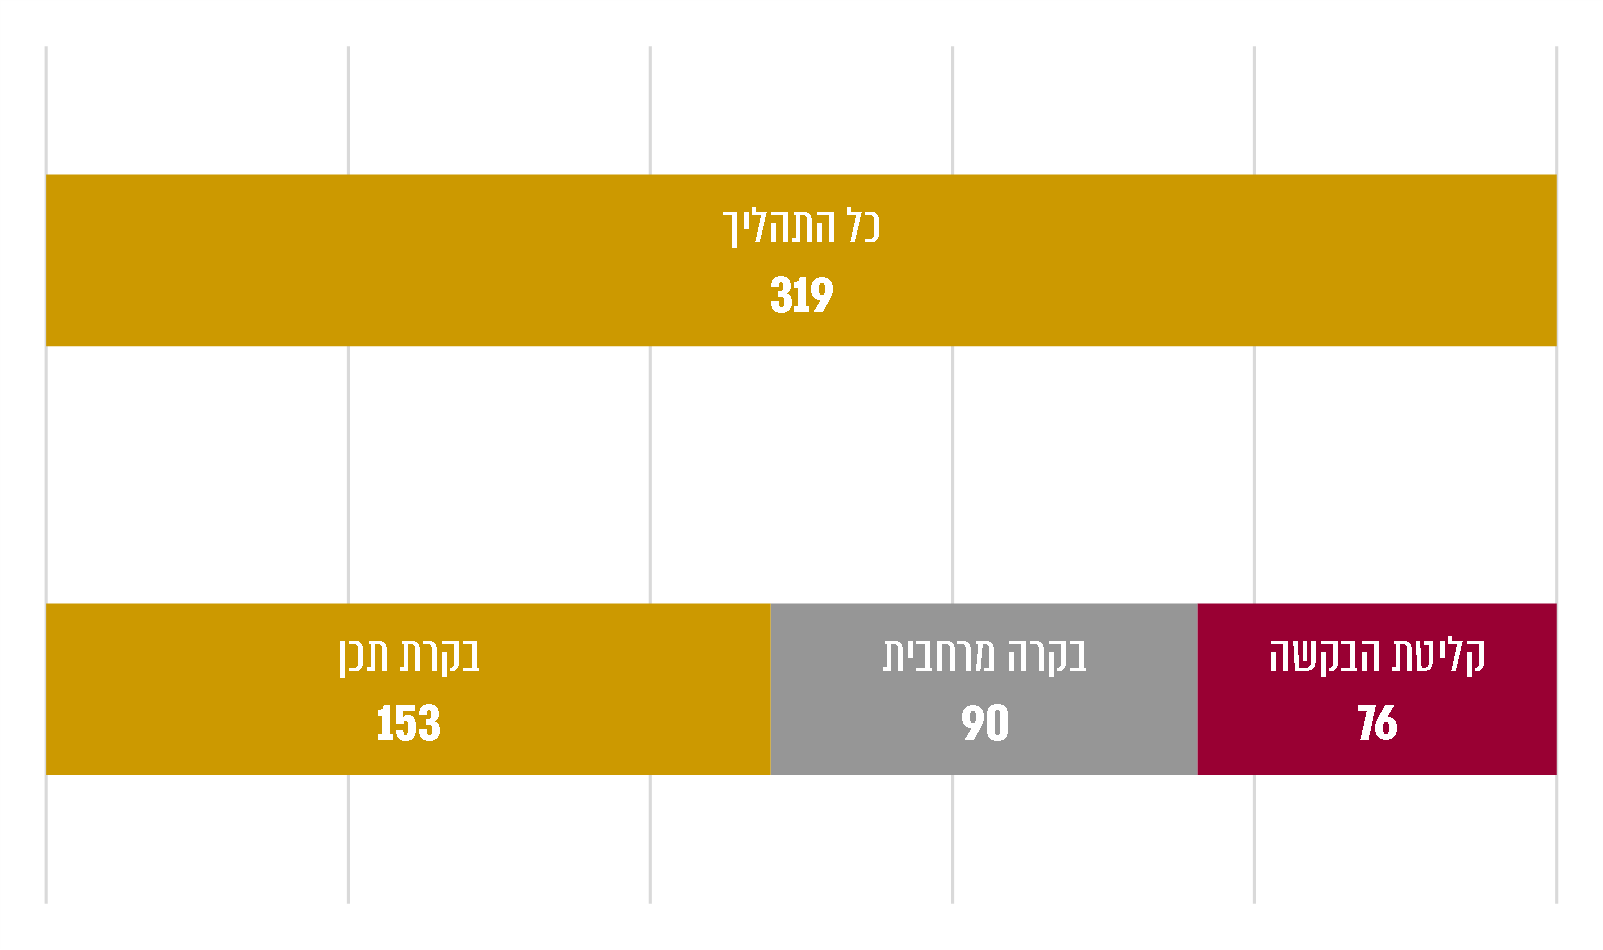 כל התהליך
319
קליטת הבקשה
76
בקרה מרחבית
90
בקרת תכן
153